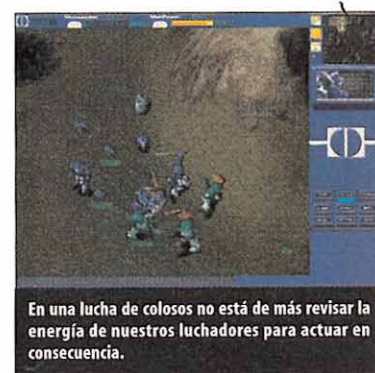 En una lucha de colosos no está de más revisar la
energía de nuestros luchadores para actuar en
consecuencia.